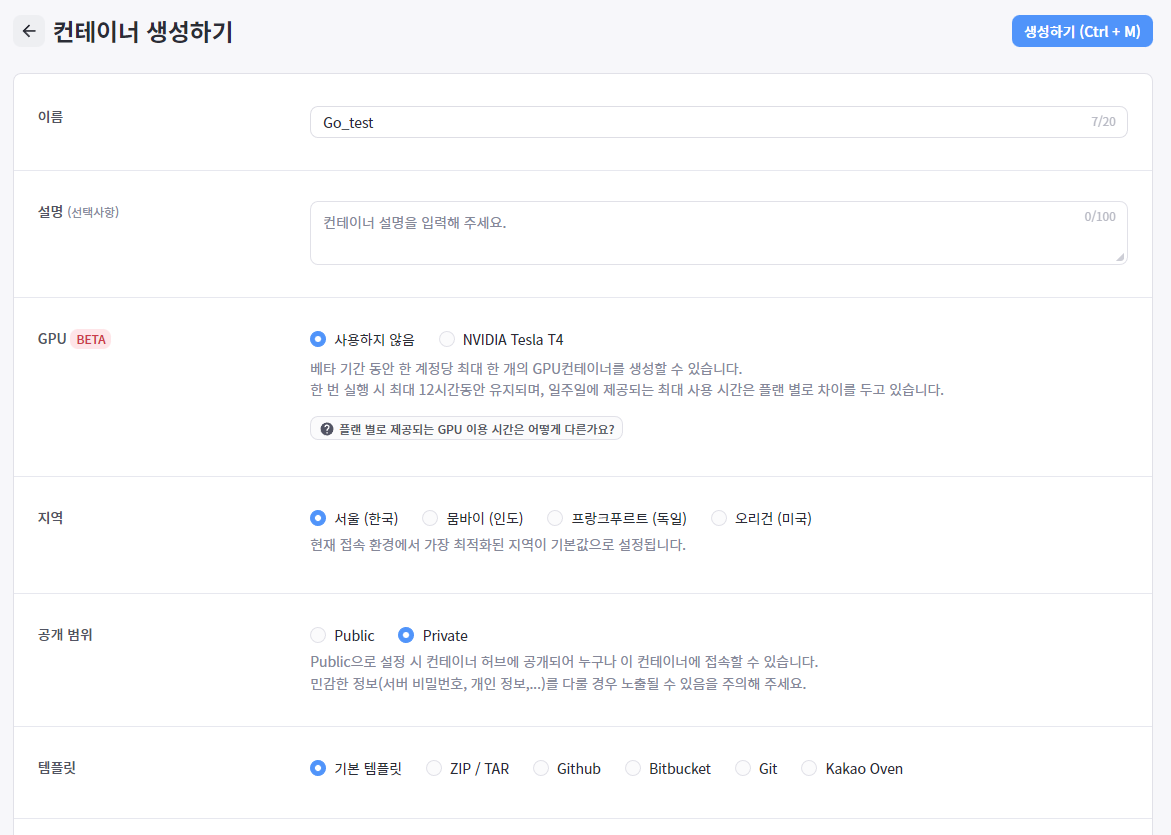 컨테이너 생성하기
생성하기 (Ctrl + M)
이름
Go_test
7/20
설명 (선택사항)
컨테이너 설명을 입력해 주세요.
0/100
GPU BETA
사용하지 않음 NVIDIA Tesla T4
베타 기간 동안 한 계정당 최대 한 개의 GPU컨테이너를 생성할 수 있습니다.
한 번 실행 시 최대 12시간동안 유지되며, 일주일에 제공되는 최대 사용 시간은 플랜 별로 차이를 두고 있습니다.
? 플랜 별로 제공되는 GPU 이용 시간은 어떻게 다른가요?
지역
서울 (한국) 뭄바이 (인도) 프랑크푸르트 (독일) 오리건 (미국)
현재 접속 환경에서 가장 최적화된 지역이 기본값으로 설정됩니다.
공개 범위
Public Private
Public으로 설정 시 컨테이너 허브에 공개되어 누구나 이 컨테이너에 접속할 수 있습니다.
민감한 정보(서버 비밀번호, 개인 정보,...)를 다룰 경우 노출될 수 있음을 주의해 주세요.
템플릿
기본 템플릿 ZIP / TAR Github Bitbucket Git Kakao Oven